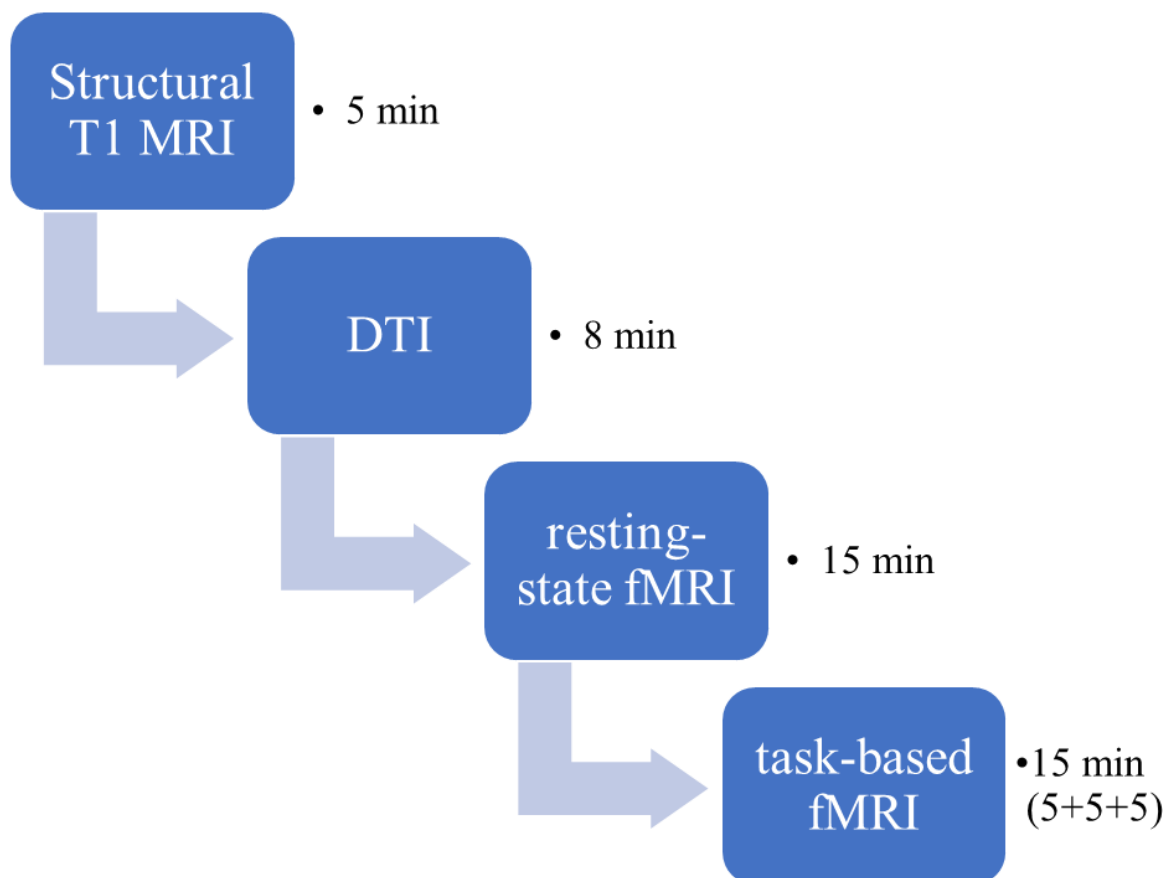 Structural
T1 MRI
• 5 min
DTI
• 8 min
resting-
state fMRI
• 15 min
task-based
fMRI
•15 min
(5+5+5)